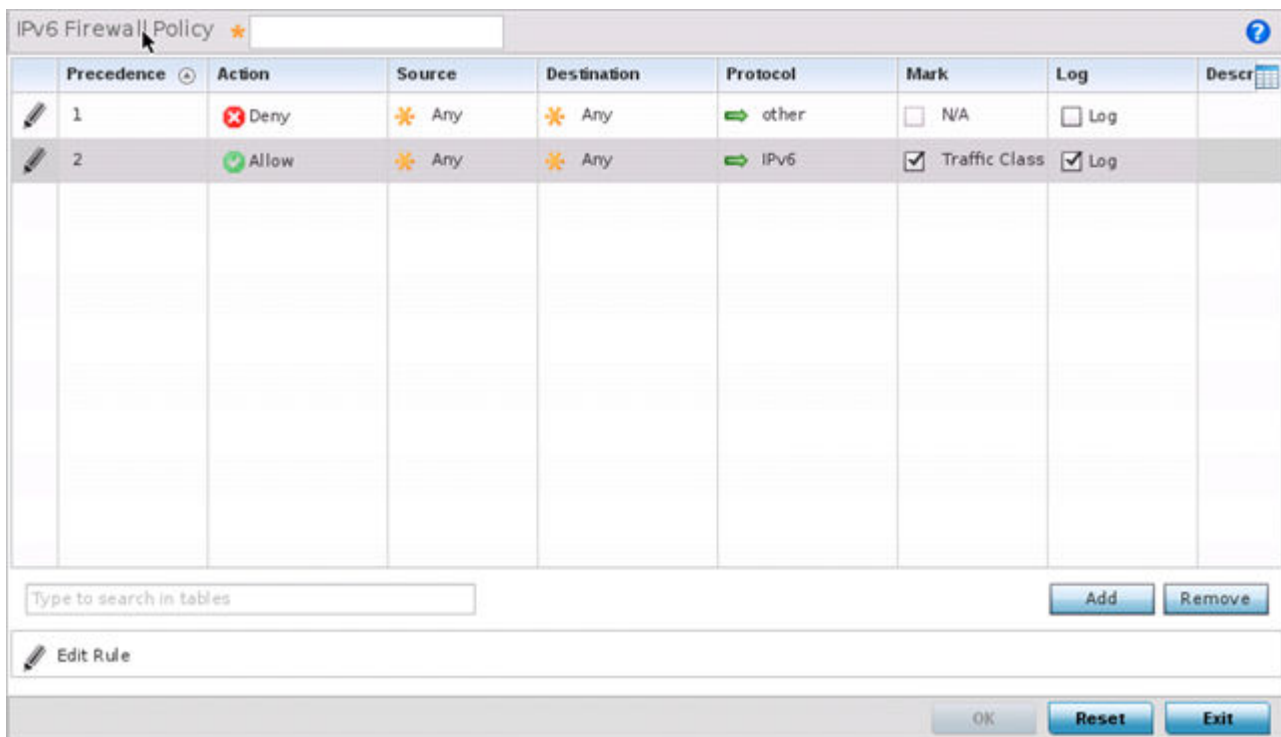 IPv6 Firewall Policy *
Precedence Action Source Destination Protocol Mark Log Descr
1 Deny Any Any other N/A Log
2 Allow Any Any IPv6 Traffic Class Log
Type to search in tables
Add Remove
Edit Rule
OK Reset Exit